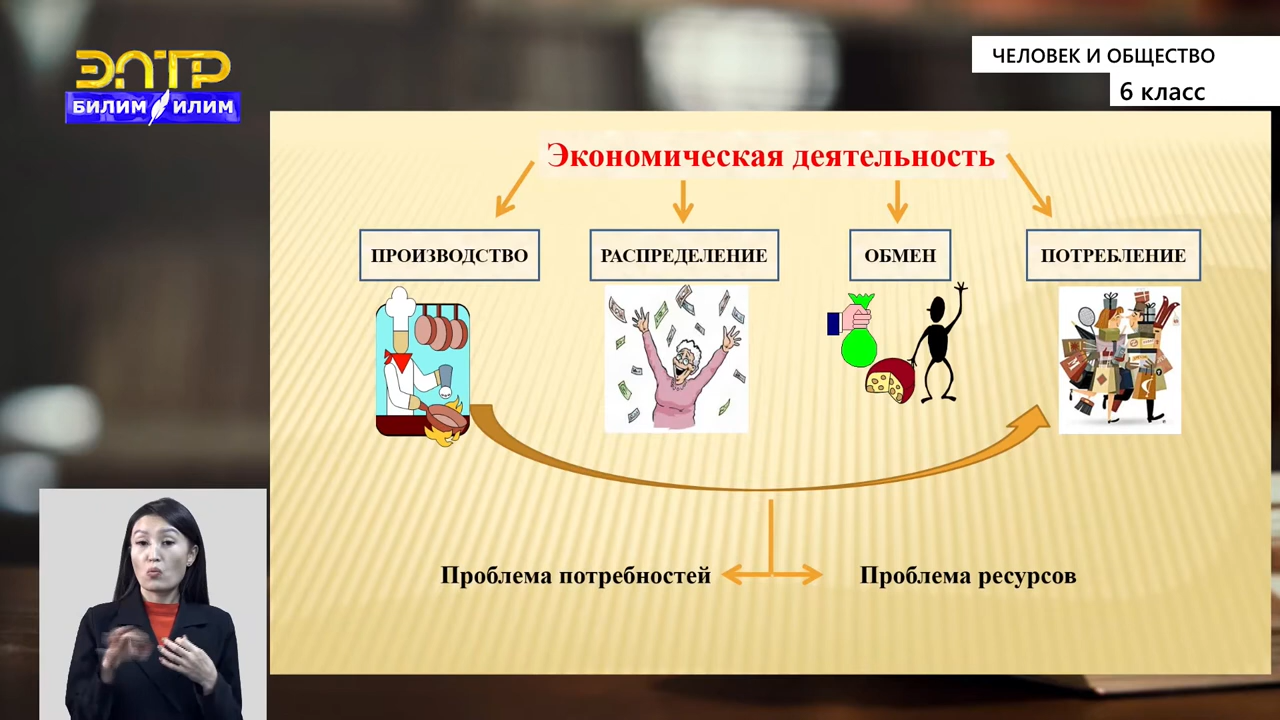 ЭЛТР
БИЛИМ ИЛИМ
ЧЕЛОВЕК И ОБЩЕСТВО
6 класс
Экономическая деятельность
ПРОИЗВОДСТВО
РАСПРЕДЕЛЕНИЕ
ОБМЕН
ПОТРЕБЛЕНИЕ
Проблема потребностей
Проблема ресурсов